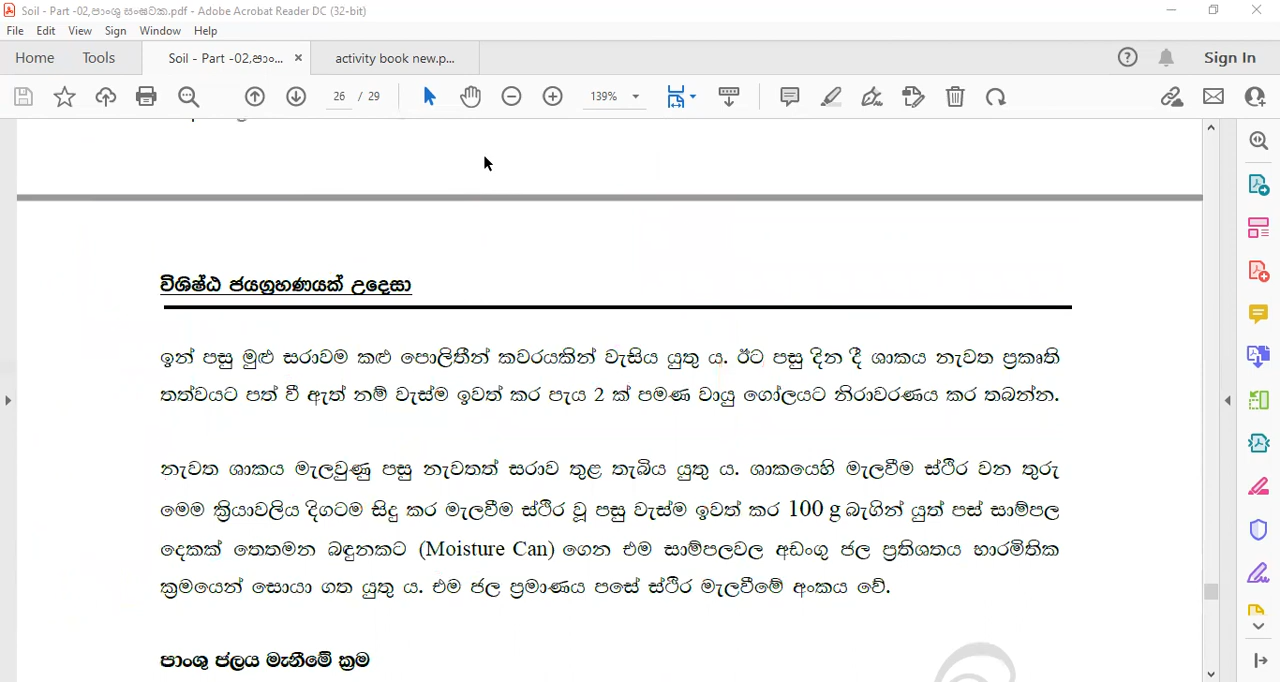 Soil - Part -02,පාංශු සංඝටක.pdf - Adobe Acrobat Reader DC (32-bit)
File Edit View Sign Window Help
Home Tools Soil - Part -02,පාං... × activity book new.p... Sign In
26 / 29 139%
විශිෂ්ඨ ජයග්‍රහණයක් උදෙසා
ඉන් පසු මුළු සරාවම කළු පොලිතීන් කවරයකින් වැසිය යුතු ය. ඊට පසු දින දී ශාකය නැවත ප්‍රකෘති
තත්වයට පත් වී ඇත් නම් වැස්ම ඉවත් කර පැය 2 ක් පමණ වායු ගෝලයට නිරාවරණය කර තබන්න.
නැවත ශාකය මැලවුණු පසු නැවතත් සරාව තුළ තැබිය යුතු ය. ශාකයෙහි මැලවීම ස්ථිර වන තුරු
මෙම ක්‍රියාවලිය දිගටම සිදු කර මැලවීම ස්ථිර වූ පසු වැස්ම ඉවත් කර 100 g බැගින් යුත් පස් සාම්පල
දෙකක් තෙතමන බඳුනකට (Moisture Can) ගෙන එම සාම්පලවල අඩංගු ජල ප්‍රතිශතය භාරමිතික
ක්‍රමයෙන් සොයා ගත යුතු ය. එම ජල ප්‍රමාණය පසේ ස්ථිර මැලවීමේ අංකය වේ.
පාංශු ජලය මැනීමේ ක්‍රම